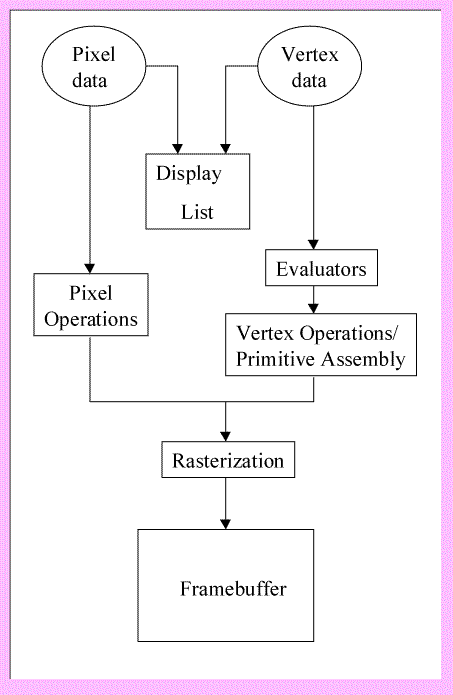 Pixel
data
Vertex
data
Display
List
Evaluators
Pixel
Operations
Vertex Operations/
Primitive Assembly
Rasterization
Framebuffer